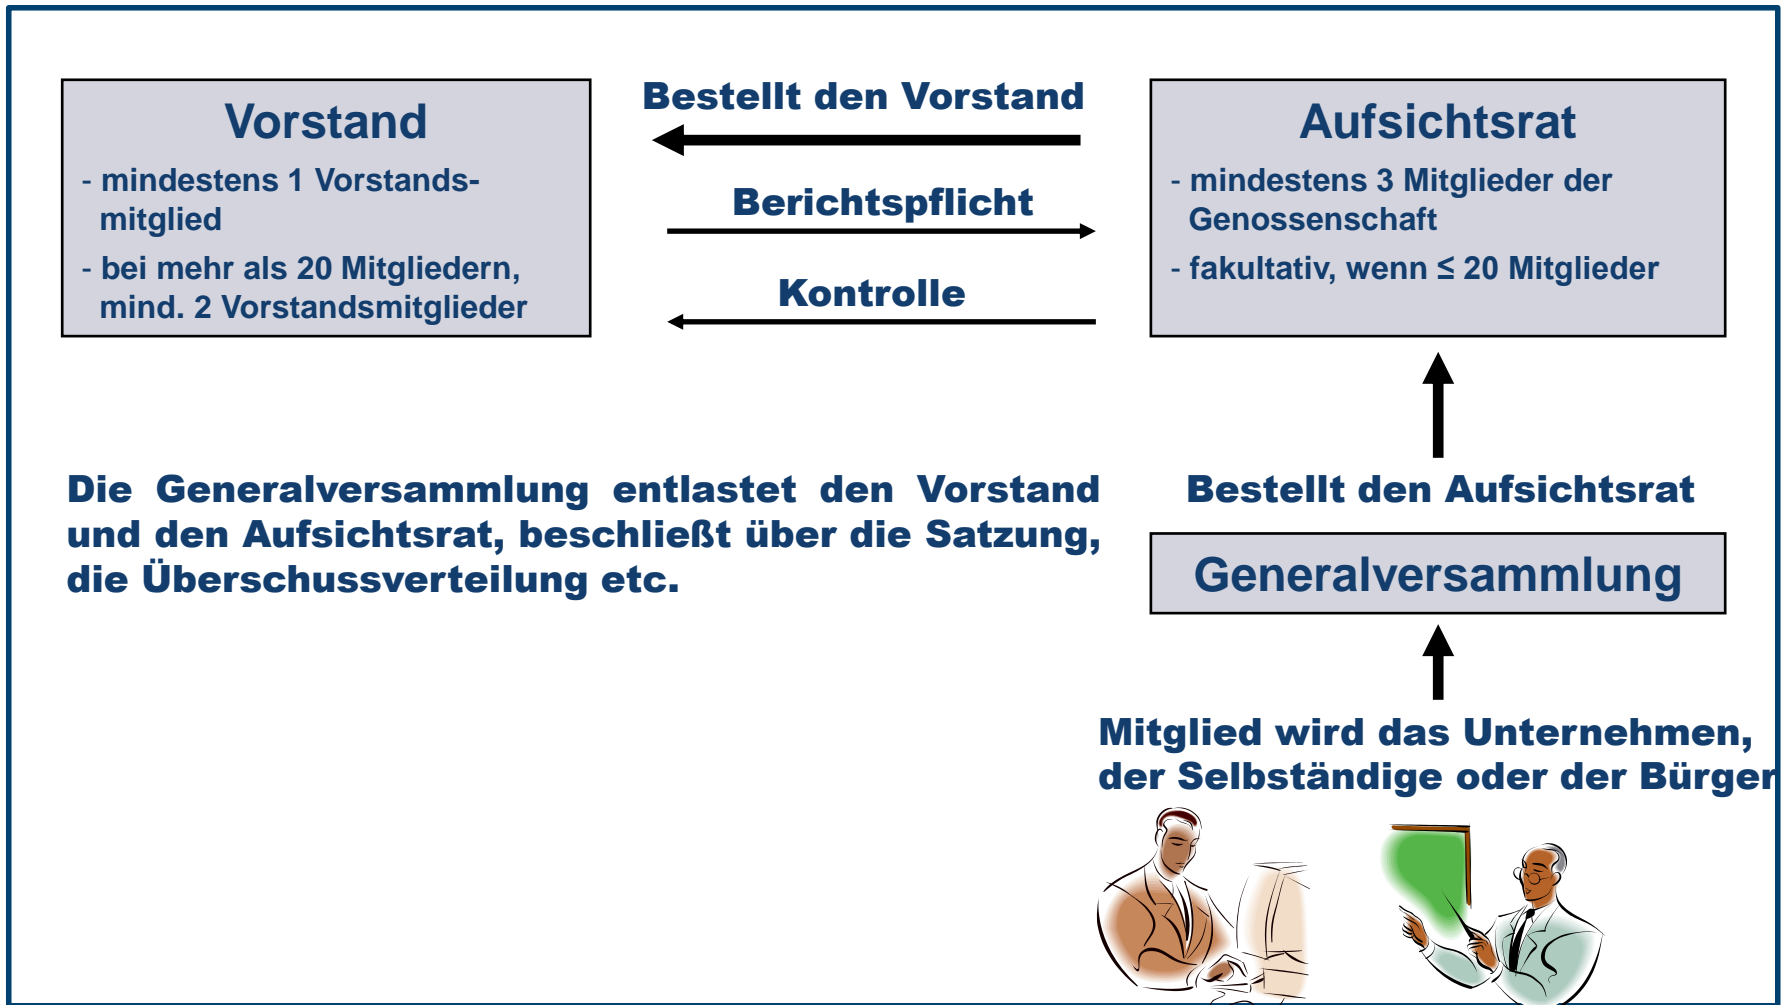 Vorstand
- mindestens 1 Vorstands-
mitglied
- bei mehr als 20 Mitgliedern,
mind. 2 Vorstandsmitglieder
Bestellt den Vorstand
Berichtspflicht
Kontrolle
Aufsichtsrat
- mindestens 3 Mitglieder der
Genossenschaft
- fakultativ, wenn ≤ 20 Mitglieder
Die Generalversammlung entlastet den Vorstand
und den Aufsichtsrat, beschließt über die Satzung,
die Überschussverteilung etc.
Bestellt den Aufsichtsrat
Generalversammlung
Mitglied wird das Unternehmen,
der Selbständige oder der Bürger